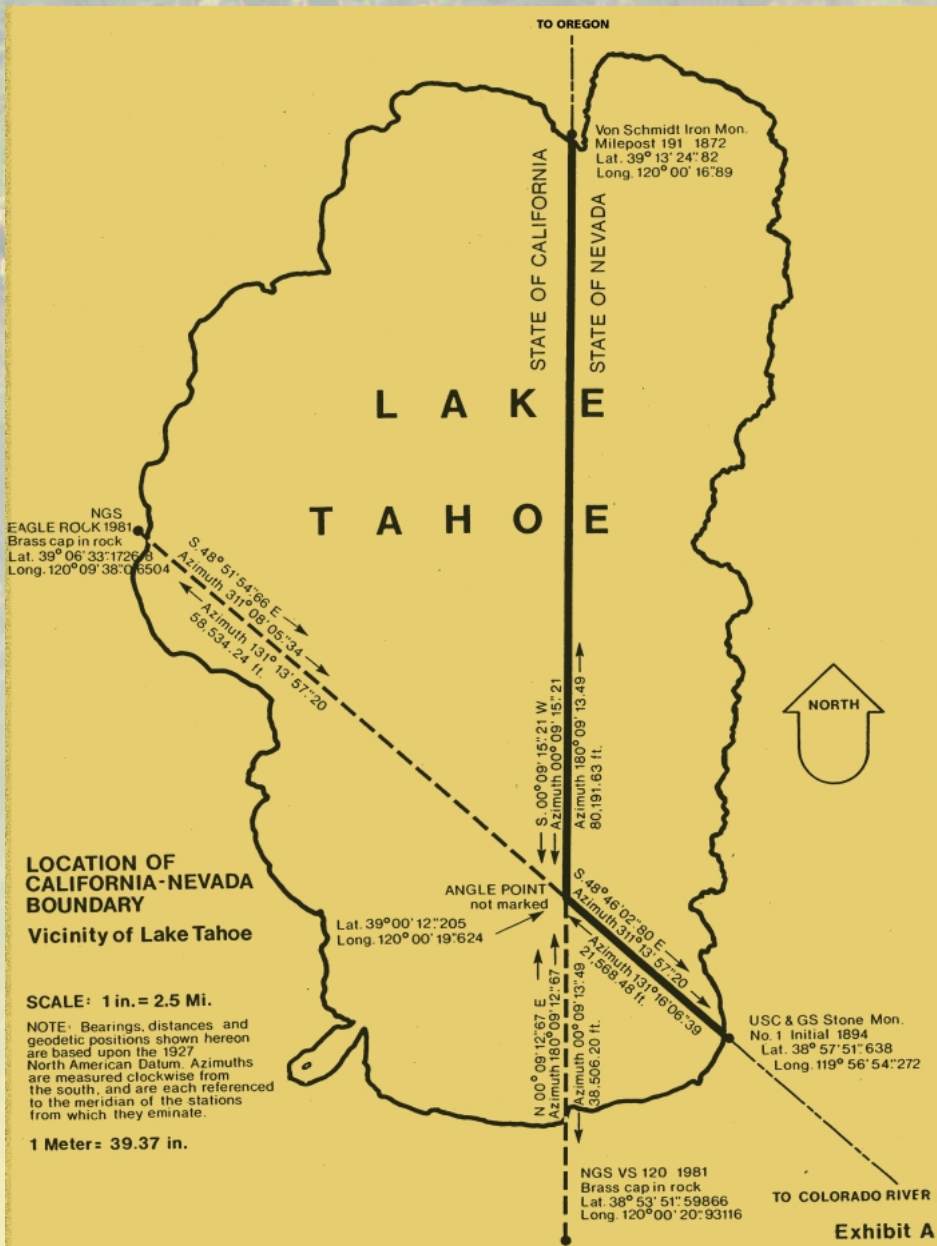 TO OREGON
Von Schmidt Iron Mon.
Milepost 191 1872
Lat. 39° 13' 24".82
Long. 120° 00' 16".89
STATE OF CALIFORNIA
STATE OF NEVADA
LAKE
TAHOE
NGS
EAGLE ROCK 1981
Brass cap in rock
Lat. 39° 06' 33".17268
Long. 120° 09' 38".06504
S. 48° 51' 54".66 E
Azimuth 311° 08' 05".34
Azimuth 131° 13' 57".20
58,534.24 ft.
NORTH
S. 00° 09' 15".21 W
Azimuth 00° 09' 15".21
Azimuth 180° 09' 13.49
80,191.63 ft.
LOCATION OF
CALIFORNIA-NEVADA
BOUNDARY
Vicinity of Lake Tahoe
ANGLE POINT
not marked
Lat. 39° 00' 12".205
Long. 120° 00' 19".624
S. 48° 46' 02".80 E
Azimuth 311° 13' 57".20
Azimuth 131° 16' 06".39
21,568.48 ft.
N 00° 09' 12".67 E
Azimuth 180° 09' 12".67
Azimuth 00° 09' 13".49
38,506.20 ft.
SCALE: 1 in. = 2.5 Mi.
NOTE: Bearings, distances and
geodetic positions shown hereon
are based upon the 1927
North American Datum. Azimuths
are measured clockwise from
the south, and are each referenced
to the meridian of the stations
from which they eminate.
1 Meter = 39.37 in.
USC & GS Stone Mon.
No. 1 Initial 1894
Lat. 38° 57' 51".638
Long. 119° 56' 54".272
NGS VS 120 1981
Brass cap in rock
Lat. 38° 53' 51".59866
Long. 120° 00' 20".93116
TO COLORADO RIVER
Exhibit A